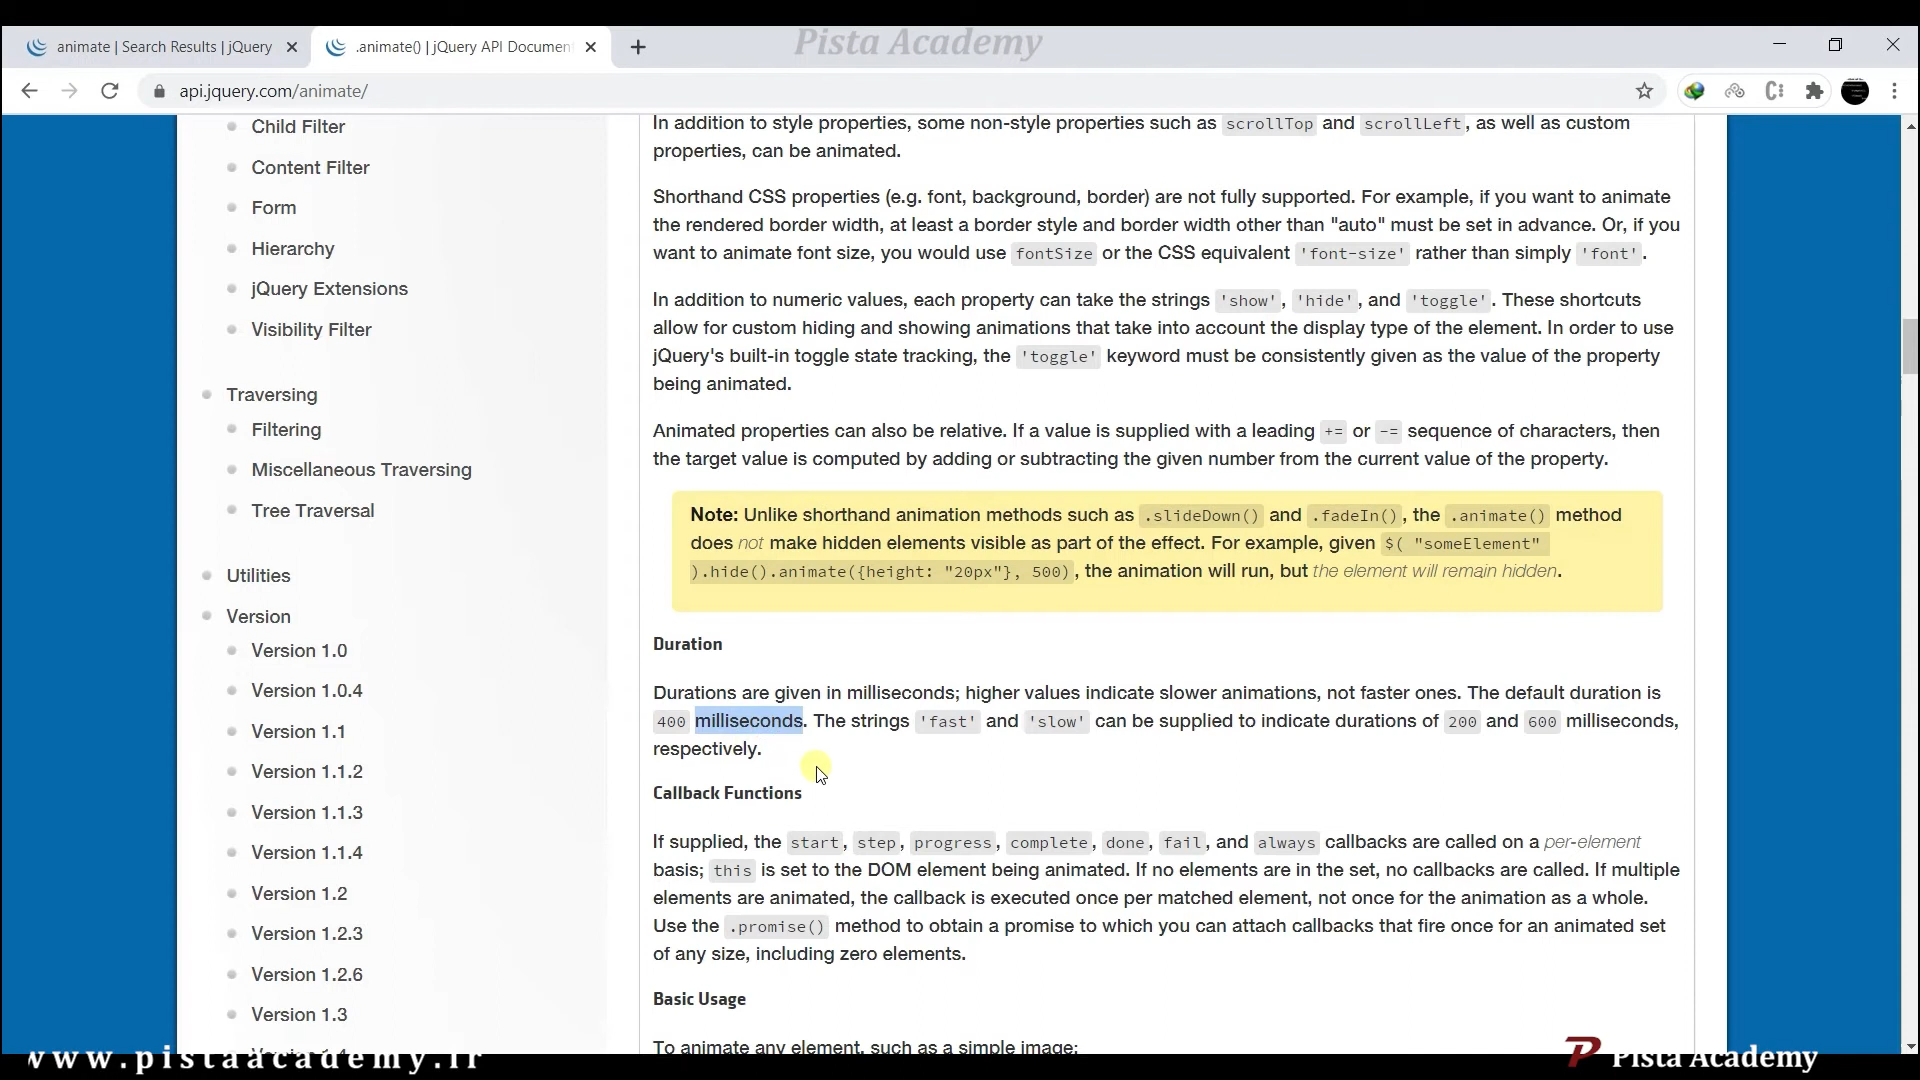 Pista Academy
animate | Search Results | jQuery
.animate() | jQuery API Documen
api.jquery.com/animate/
Child Filter
Content Filter
Form
Hierarchy
jQuery Extensions
Visibility Filter
Traversing
Filtering
Miscellaneous Traversing
Tree Traversal
Utilities
Version
Version 1.0
Version 1.0.4
Version 1.1
Version 1.1.2
Version 1.1.3
Version 1.1.4
Version 1.2
Version 1.2.3
Version 1.2.6
Version 1.3
In addition to style properties, some non-style properties such as scrollTop and scrollLeft, as well as custom
properties, can be animated.
Shorthand CSS properties (e.g. font, background, border) are not fully supported. For example, if you want to animate
the rendered border width, at least a border style and border width other than "auto" must be set in advance. Or, if you
want to animate font size, you would use fontSize or the CSS equivalent 'font-size' rather than simply 'font'.
In addition to numeric values, each property can take the strings 'show', 'hide', and 'toggle'. These shortcuts
allow for custom hiding and showing animations that take into account the display type of the element. In order to use
jQuery's built-in toggle state tracking, the 'toggle' keyword must be consistently given as the value of the property
being animated.
Animated properties can also be relative. If a value is supplied with a leading += or -= sequence of characters, then
the target value is computed by adding or subtracting the given number from the current value of the property.
Note: Unlike shorthand animation methods such as .slideDown() and .fadeIn(), the .animate() method
does not make hidden elements visible as part of the effect. For example, given $( "someElement"
).hide().animate({height: "20px"}, 500), the animation will run, but the element will remain hidden.
Duration
Durations are given in milliseconds; higher values indicate slower animations, not faster ones. The default duration is
400 milliseconds. The strings 'fast' and 'slow' can be supplied to indicate durations of 200 and 600 milliseconds,
respectively.
Callback Functions
If supplied, the start, step, progress, complete, done, fail, and always callbacks are called on a per-element
basis; this is set to the DOM element being animated. If no elements are in the set, no callbacks are called. If multiple
elements are animated, the callback is executed once per matched element, not once for the animation as a whole.
Use the .promise() method to obtain a promise to which you can attach callbacks that fire once for an animated set
of any size, including zero elements.
Basic Usage
To animate any element, such as a simple image:
www.pistaacademy.ir
Pista Academy